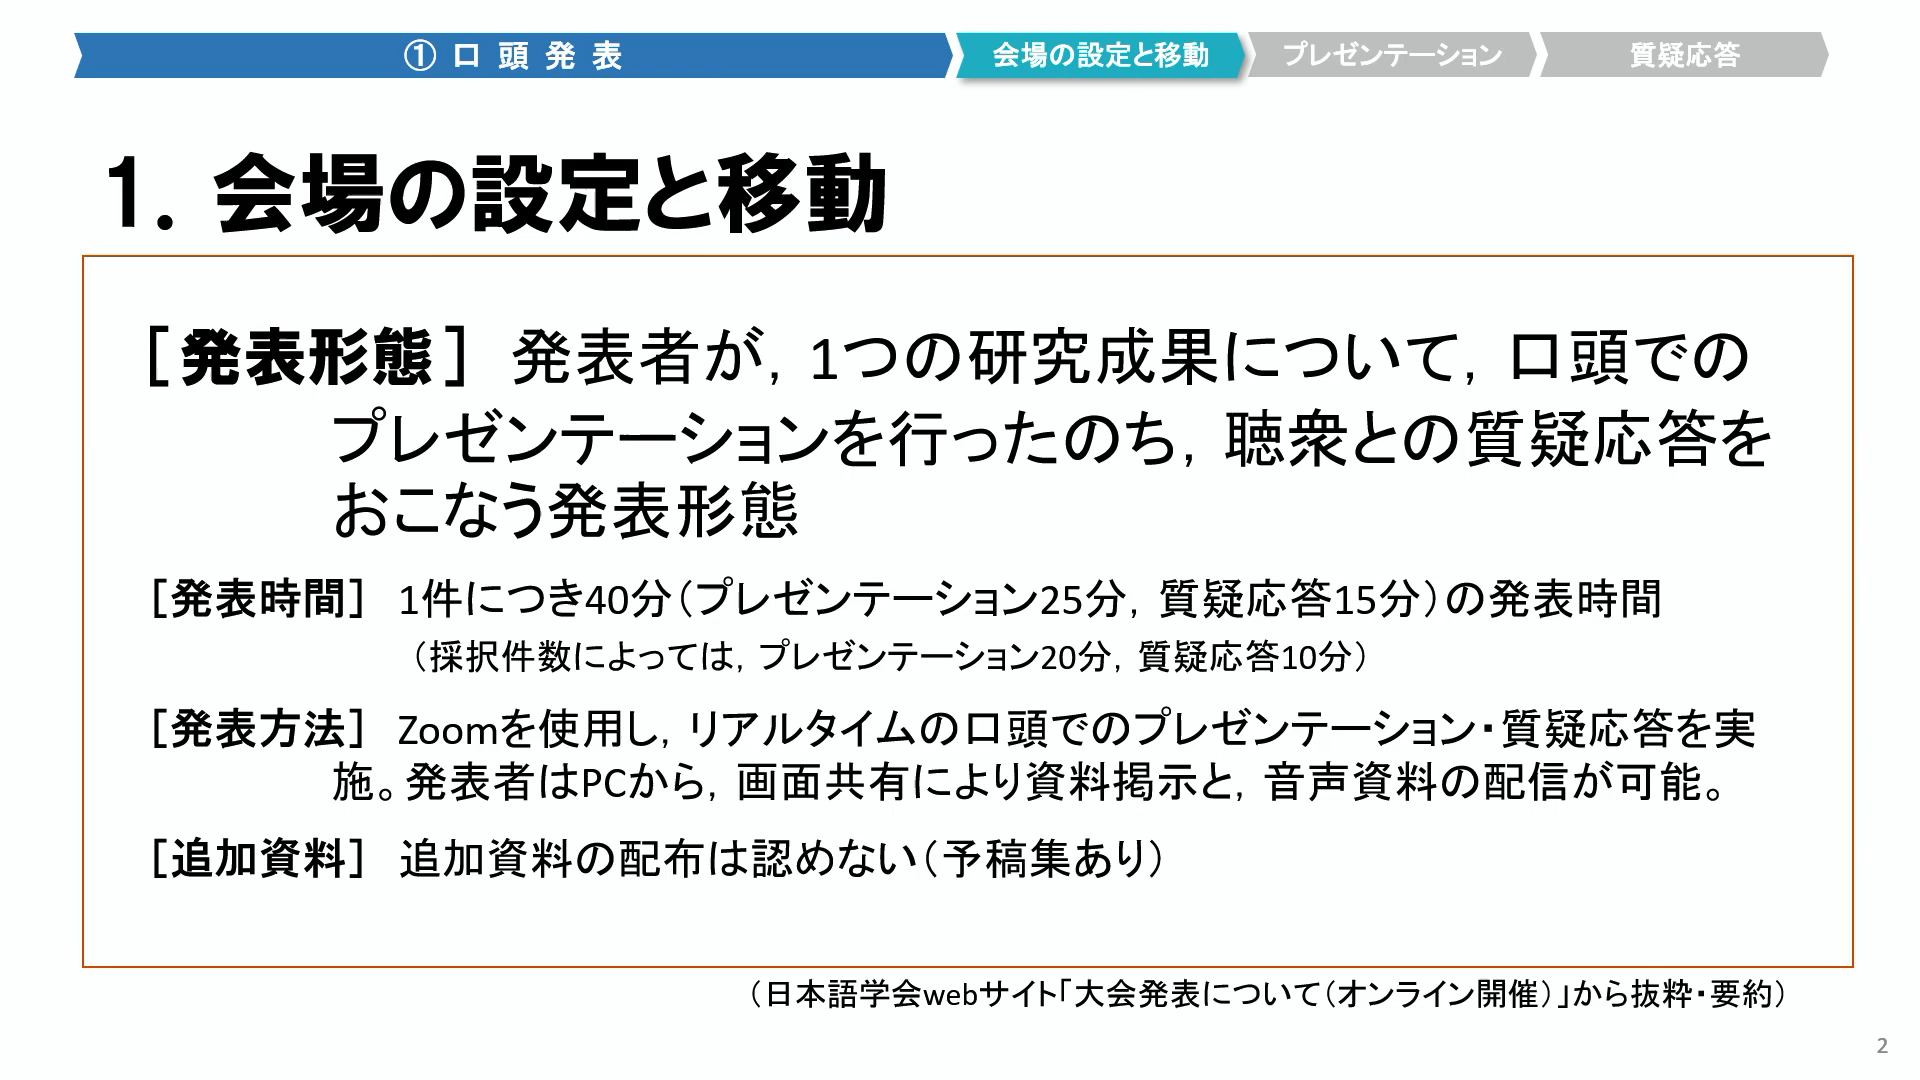 ① 口 頭 発 表
会場の設定と移動
プレゼンテーション
質疑応答
1. 会場の設定と移動
［発表形態］ 発表者が，1つの研究成果について，口頭での
プレゼンテーションを行ったのち，聴衆との質疑応答を
おこなう発表形態
［発表時間］ 1件につき40分（プレゼンテーション25分，質疑応答15分）の発表時間
（採択件数によっては，プレゼンテーション20分，質疑応答10分）
［発表方法］ Zoomを使用し，リアルタイムの口頭でのプレゼンテーション・質疑応答を実
施。発表者はPCから，画面共有により資料掲示と，音声資料の配信が可能。
［追加資料］ 追加資料の配布は認めない（予稿集あり）
（日本語学会webサイト「大会発表について（オンライン開催）」から抜粋・要約）
2